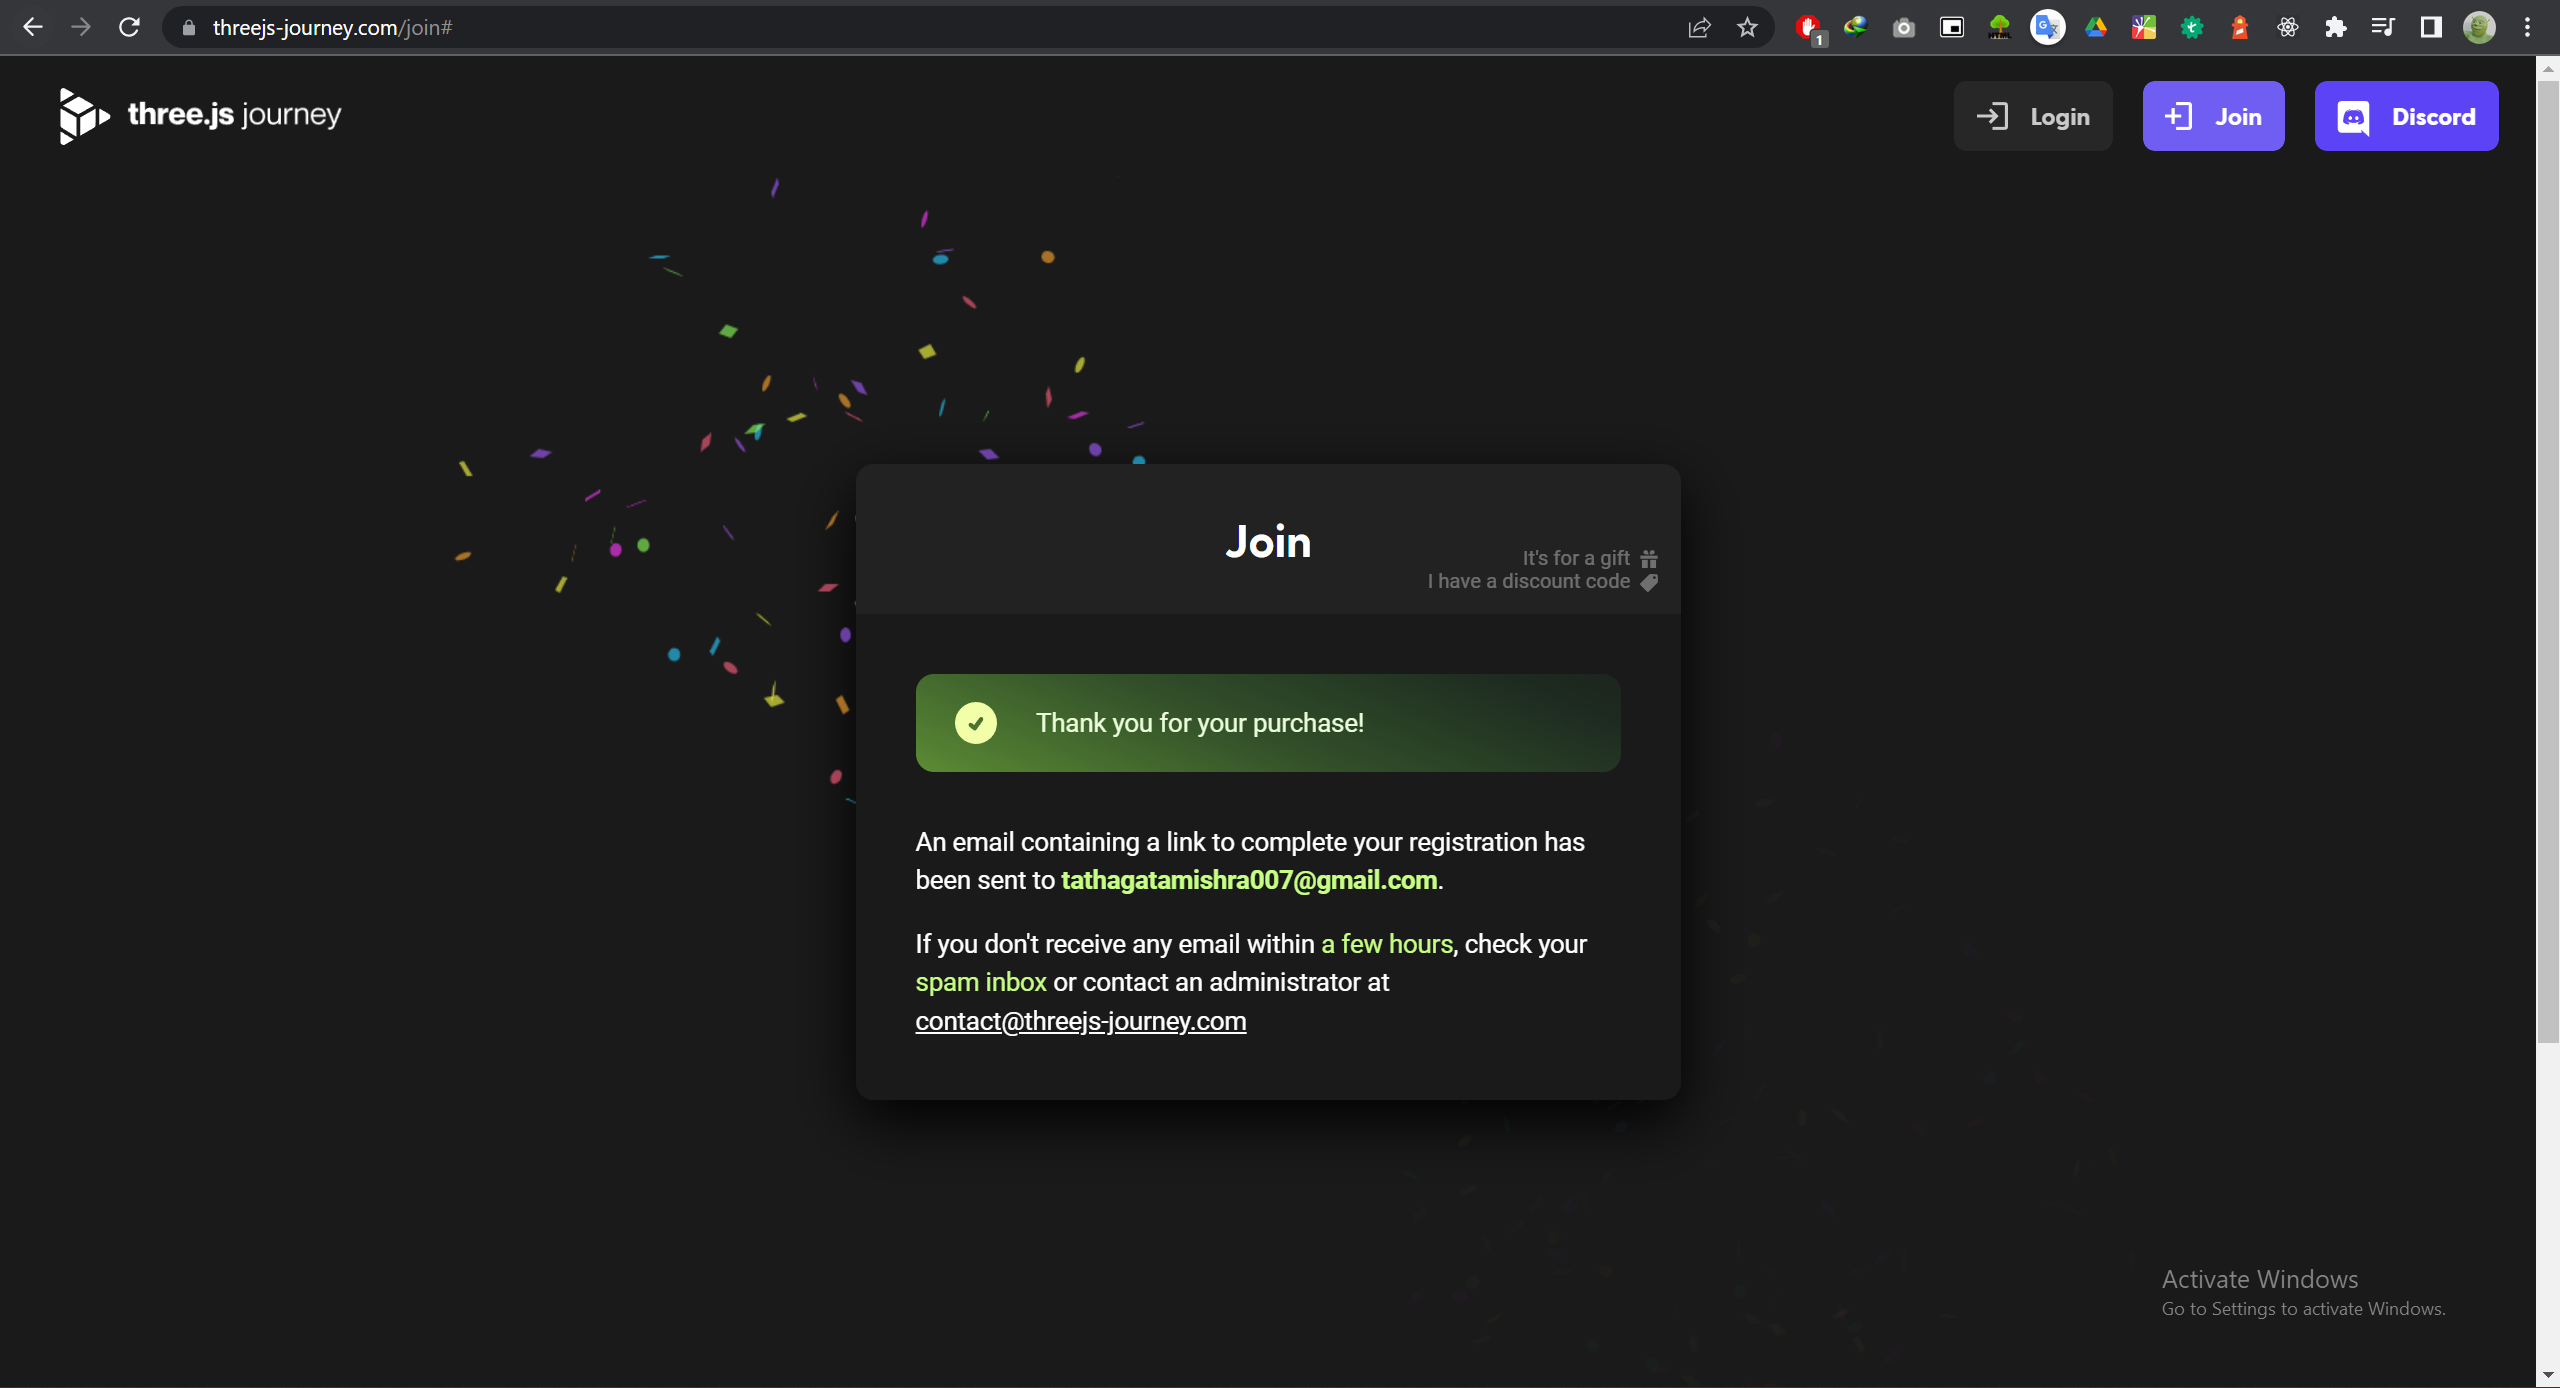 threejs-journey.com/join#
1
three.js journey
Login
Join
Discord
Join
It's for a gift
I have a discount code
Thank you for your purchase!
An email containing a link to complete your registration has
been sent to tathagatamishra007@gmail.com.
If you don't receive any email within a few hours, check your
spam inbox or contact an administrator at
contact@threejs-journey.com
Activate Windows
Go to Settings to activate Windows.